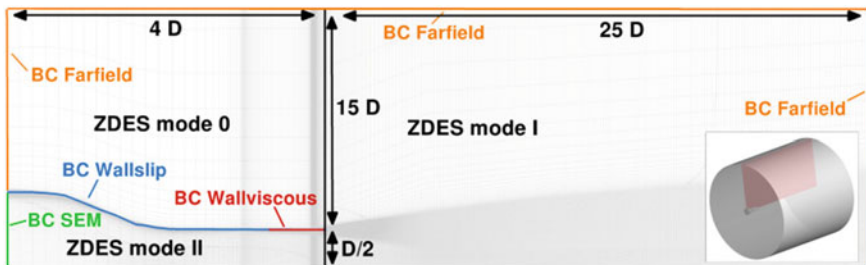 4 D
BC Farfield
25 D
BC Farfield
BC Farfield
15 D
ZDES mode 0
ZDES mode I
BC Wallslip
BC Wallviscous
BC SEM
ZDES mode II
D/2